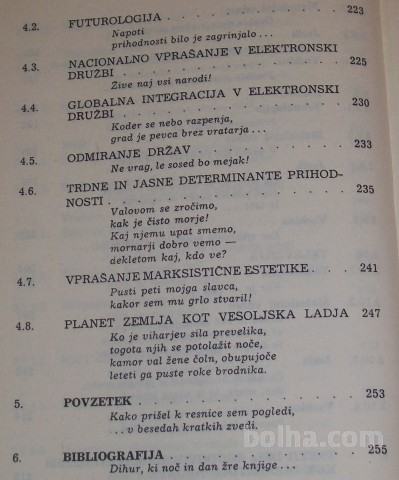 4.2. FUTUROLOGIJA . . . . . . . . . . . 223
Napoti
prihodnosti bilo je zagrinjalo...
4.3. NACIONALNO VPRAŠANJE V ELEKTRONSKI
DRUŽBI . . . . . . . . . . . 225
Žive naj vsi narodi!
4.4. GLOBALNA INTEGRACIJA V ELEKTRONSKI
DRUŽBI . . . . . . . . . . . 230
Koder se nebo razpenja,
grad je pevca brez vratarja...
4.5. ODMIRANJE DRŽAV . . . . . . . . 233
Ne vrag, le sosed bo mejak!
4.6. TRDNE IN JASNE DETERMINANTE PRIHOD-
NOSTI . . . . . . . . . . . 235
Valovom se zročimo,
kak je čisto morje!
Kaj njemu upat smemo,
mornarji dobro vemo —
dekletom kaj, kdo ve?
4.7. VPRAŠANJE MARKSISTIČNE ESTETIKE . . . 241
Pusti peti mojga slavca,
kakor sem mu grlo stvaril!
4.8. PLANET ZEMLJA KOT VESOLJSKA LADJA 247
Ko je viharjev sila prevelika,
togota njih se potolažit noče,
kamor val žene čoln, obupujoče
leteti ga puste roke brodnika.
5. POVZETEK . . . . . . . . . . . 253
Kako prišel k resnice sem pogledi,
...v besedah kratkih zvedi.
6. BIBLIOGRAFIJA . . . . . . . . . . 255
Dihur, ki noč in dan žre knjige...
bolha.com